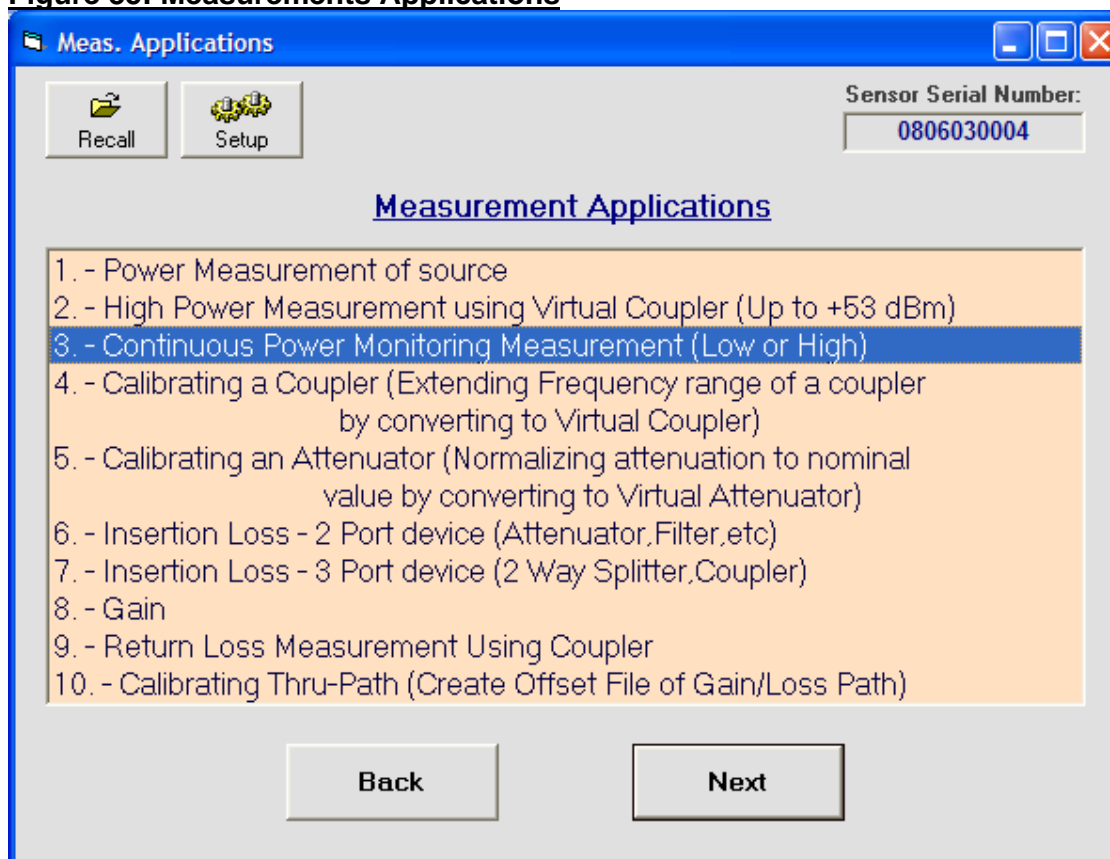 Measurements Applications
Meas. Applications
Recall
Setup
Sensor Serial Number:
0806030004
Measurement Applications
1. - Power Measurement of source
2. - High Power Measurement using Virtual Coupler (Up to +53 dBm)
3. - Continuous Power Monitoring Measurement (Low or High)
4. - Calibrating a Coupler (Extending Frequency range of a coupler
by converting to Virtual Coupler)
5. - Calibrating an Attenuator (Normalizing attenuation to nominal
value by converting to Virtual Attenuator)
6. - Insertion Loss - 2 Port device (Attenuator,Filter,etc)
7. - Insertion Loss - 3 Port device (2 Way Splitter,Coupler)
8. - Gain
9. - Return Loss Measurement Using Coupler
10. - Calibrating Thru-Path (Create Offset File of Gain/Loss Path)
Back
Next